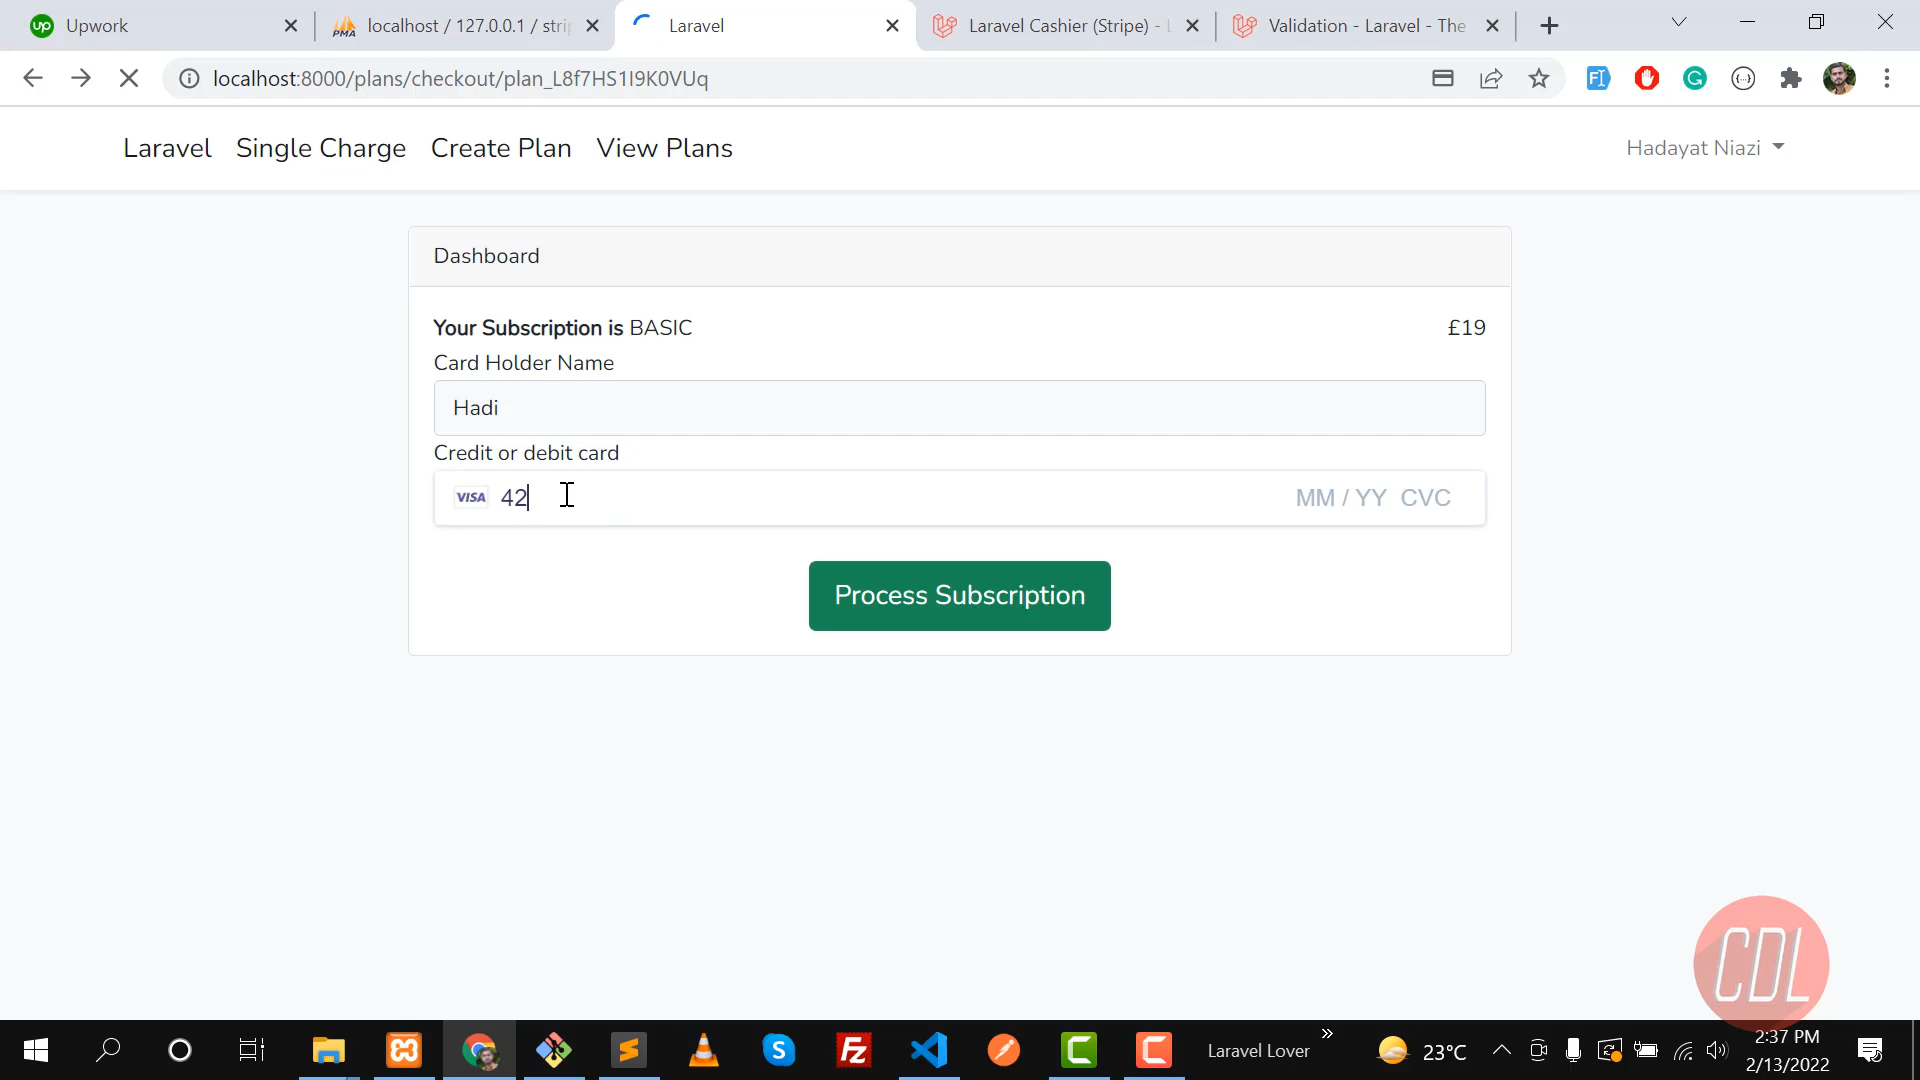 Upwork
localhost / 127.0.0.1 / stri
Laravel
Laravel Cashier (Stripe) - L
Validation - Laravel - The
localhost:8000/plans/checkout/plan_L8f7HS1I9K0VUq
Laravel Single Charge Create Plan View Plans
Hadayat Niazi
Dashboard
Your Subscription is BASIC
£19
Card Holder Name
Hadi
Credit or debit card
VISA 42
MM / YY CVC
Process Subscription
CDL
Laravel Lover
23°C
2:37 PM
2/13/2022